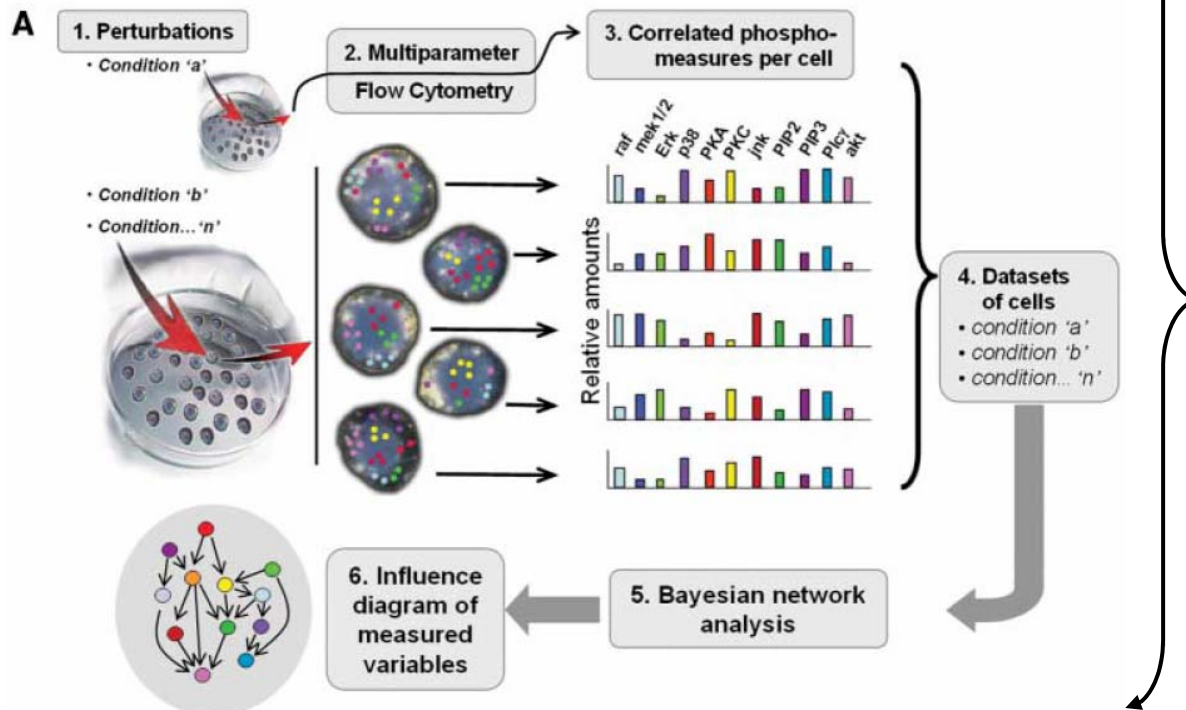 A
1. Perturbations
• Condition 'a'
• Condition 'b'
• Condition... 'n'
2. Multiparameter
Flow Cytometry
3. Correlated phospho-
measures per cell
raf
mek1/2
Erk
p38
PKA
PKC
jnk
PIP2
PIP3
Plcγ
akt
Relative amounts
4. Datasets
of cells
• condition 'a'
• condition 'b'
• condition... 'n'
5. Bayesian network
analysis
6. Influence
diagram of
measured
variables